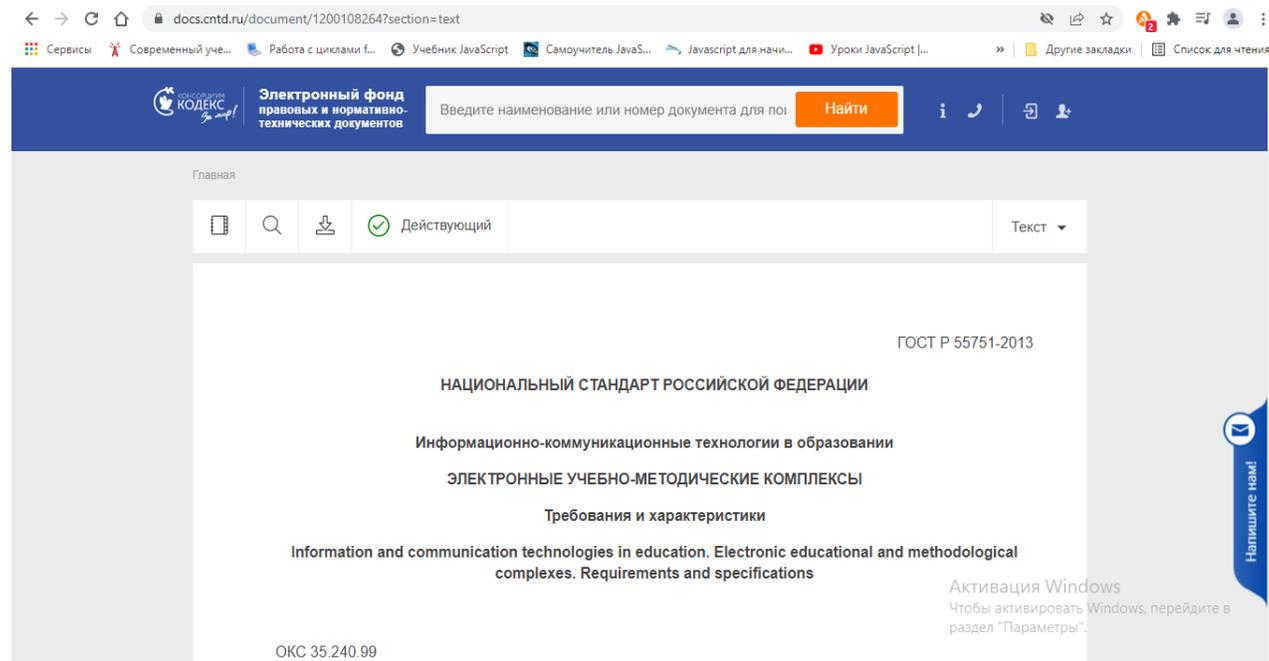 docs.cntd.ru/document/1200108264?section=text
2
Сервисы
Современный уче...
Работа с циклами f...
Учебник JavaScript
Самоучитель JavaS...
Javascript для начи...
Уроки JavaScript |...
»
Другие закладки
Список для чтения
КОНСОРЦИУМ
КОДЕКС
За мир!
Электронный фонд
правовых и нормативно-
технических документов
Введите наименование или номер документа для пои
Найти
Главная
Действующий
Текст
ГОСТ Р 55751-2013
НАЦИОНАЛЬНЫЙ СТАНДАРТ РОССИЙСКОЙ ФЕДЕРАЦИИ
Информационно-коммуникационные технологии в образовании
ЭЛЕКТРОННЫЕ УЧЕБНО-МЕТОДИЧЕСКИЕ КОМПЛЕКСЫ
Требования и характеристики
Information and communication technologies in education. Electronic educational and methodological
complexes. Requirements and specifications
Напишите нам!
Активация Windows
Чтобы активировать Windows, перейдите в
раздел "Параметры".
ОКС 35.240.99